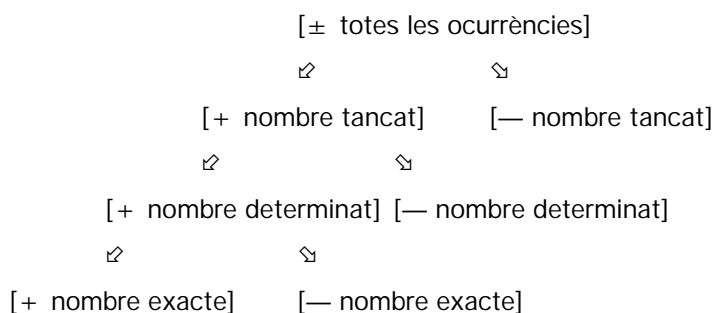 [± totes les ocurrències]
[+ nombre tancat] [— nombre tancat]
[+ nombre determinat] [— nombre determinat]
[+ nombre exacte] [— nombre exacte]